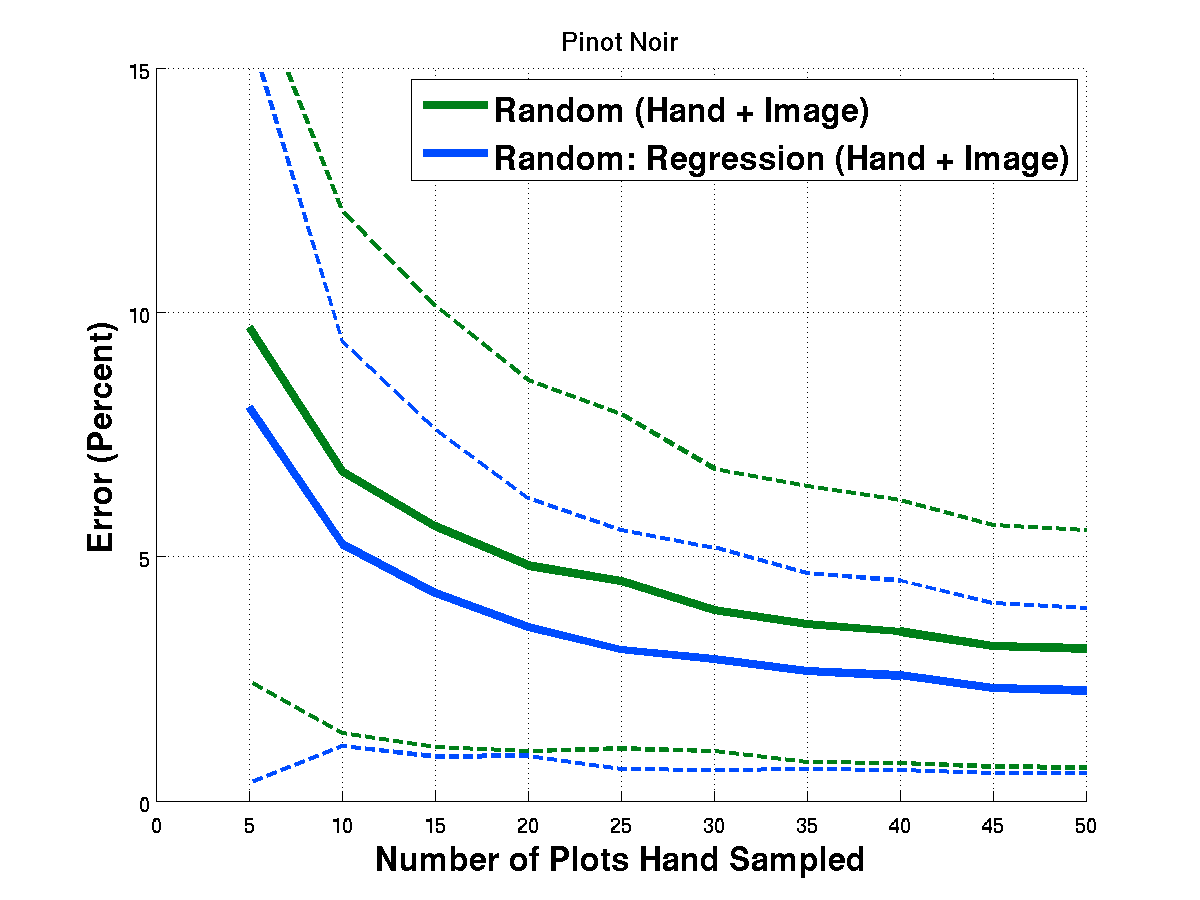 Pinot Noir
15
Random (Hand + Image)
Random: Regression (Hand + Image)
10
Error (Percent)
5
0
0 5 10 15 20 25 30 35 40 45 50
Number of Plots Hand Sampled